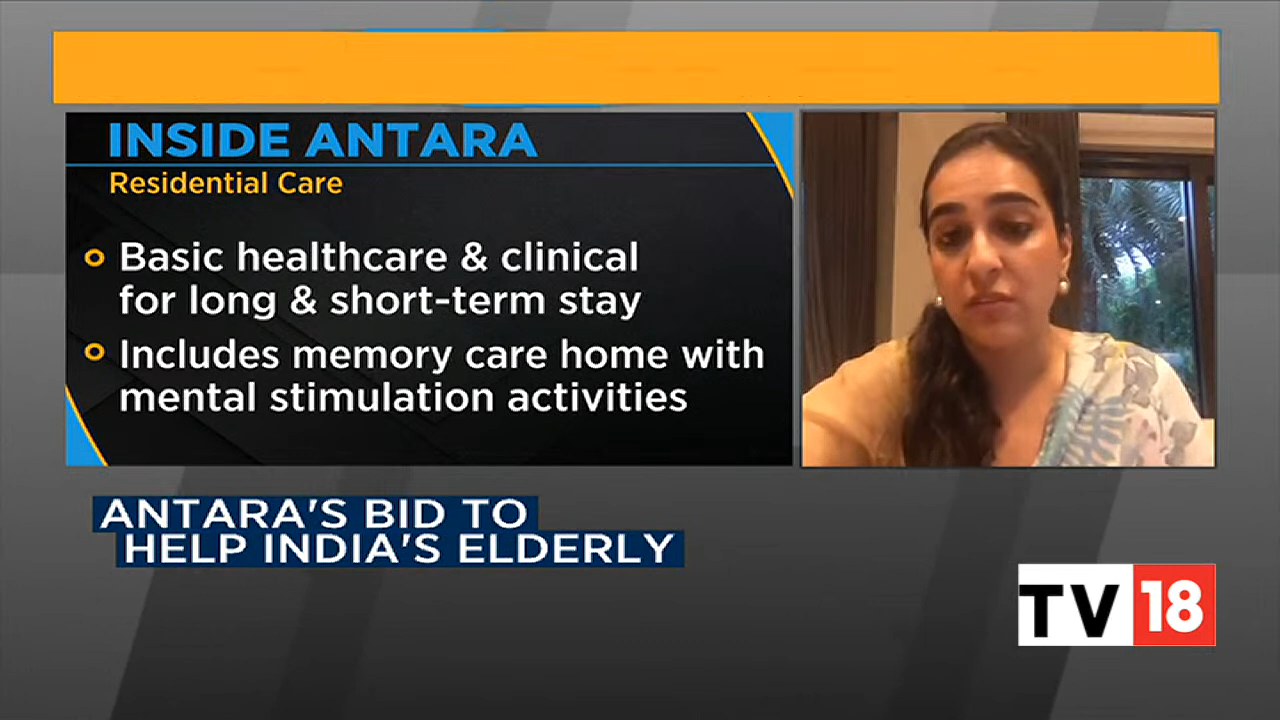 INSIDE ANTARA
Residential Care
Basic healthcare & clinical
for long & short-term stay
Includes memory care home with
mental stimulation activities
ANTARA'S BID TO
HELP INDIA'S ELDERLY
TV18